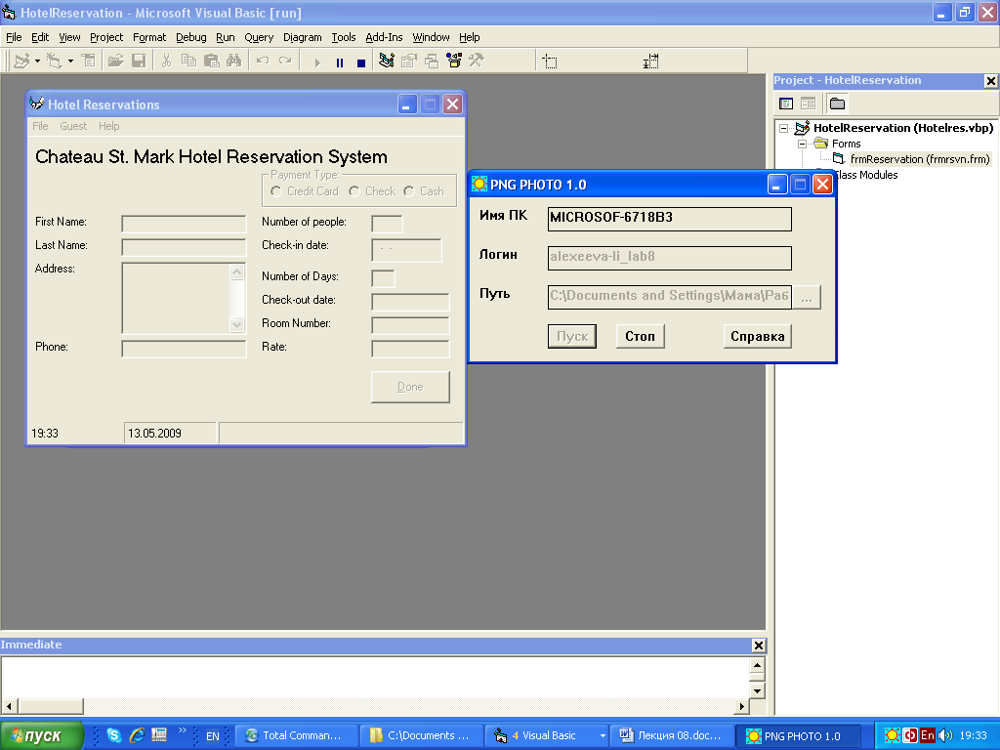 HotelReservation - Microsoft Visual Basic [run]
File Edit View Project Format Debug Run Query Diagram Tools Add-Ins Window Help
Project - HotelReservation
HotelReservation (Hotelres.vbp)
Forms
frmReservation (frmrsvn.frm)
Class Modules
Hotel Reservations
File Guest Help
Chateau St. Mark Hotel Reservation System
Payment Type:
Credit Card Check Cash
First Name:
Number of people:
Last Name:
Check-in date:
- -
Address:
Number of Days:
Check-out date:
Room Number:
Phone:
Rate:
Done
19:33
13.05.2009
PNG PHOTO 1.0
Имя ПК
MICROSOF-6718B3
Логин
alexeeva-li_lab8
Путь
C:\Documents and Settings\Мама\Раб
...
Пуск Стоп Справка
Immediate
пуск
»
EN
Total Comman...
C:\Documents ...
4 Visual Basic
Лекция 08.doc...
PNG PHOTO 1.0
En
19:33